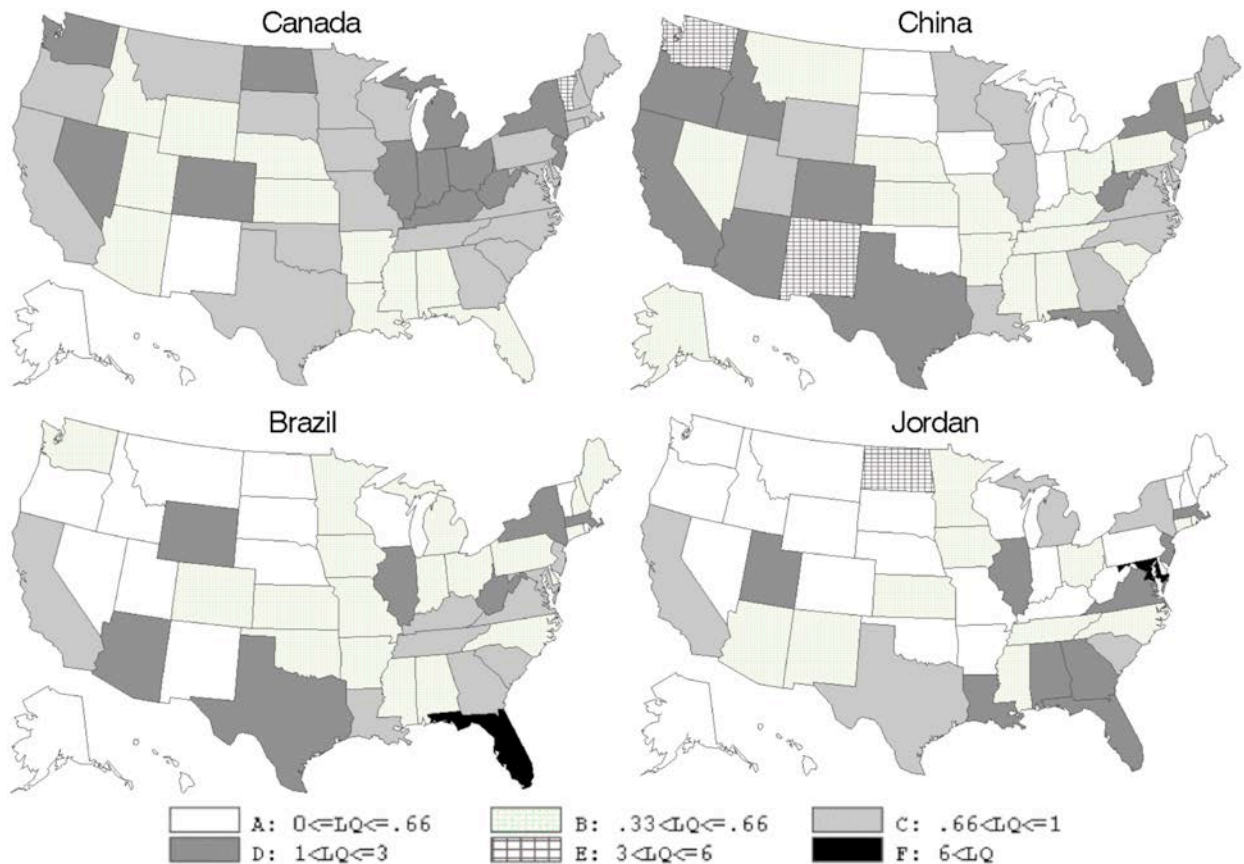 Canada
China
Brazil
Jordan
A: 0<=LQ<=.66
B: .33<LQ<=.66
C: .66<LQ<=1
D: 1<LQ<=3
E: 3<LQ<=6
F: 6<LQ